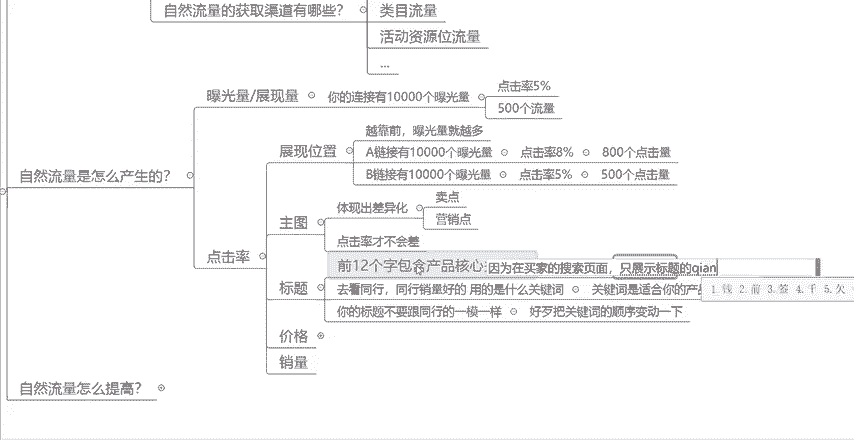 自然流量的获取渠道有哪些？
类目流量
活动资源位流量
...
自然流量是怎么产生的？
曝光量/展现量
你的连接有10000个曝光量
点击率5%
500个流量
点击率
展现位置
越靠前，曝光量就越多
A链接有10000个曝光量
点击率8%
800个点击量
B链接有10000个曝光量
点击率5%
500个点击量
主图
体现出差异化
卖点
营销点
点击率才不会差
标题
前12个字包含产品核心
因为在买家的搜索页面，只展示标题的qian
1.钱 2.前 3.签 4.千 5.欠
去看同行，同行销量好的 用的是什么关键词
关键词是适合你的产
你的标题不要跟同行的一模一样
好歹把关键词的顺序变动一下
价格
销量
自然流量怎么提高？